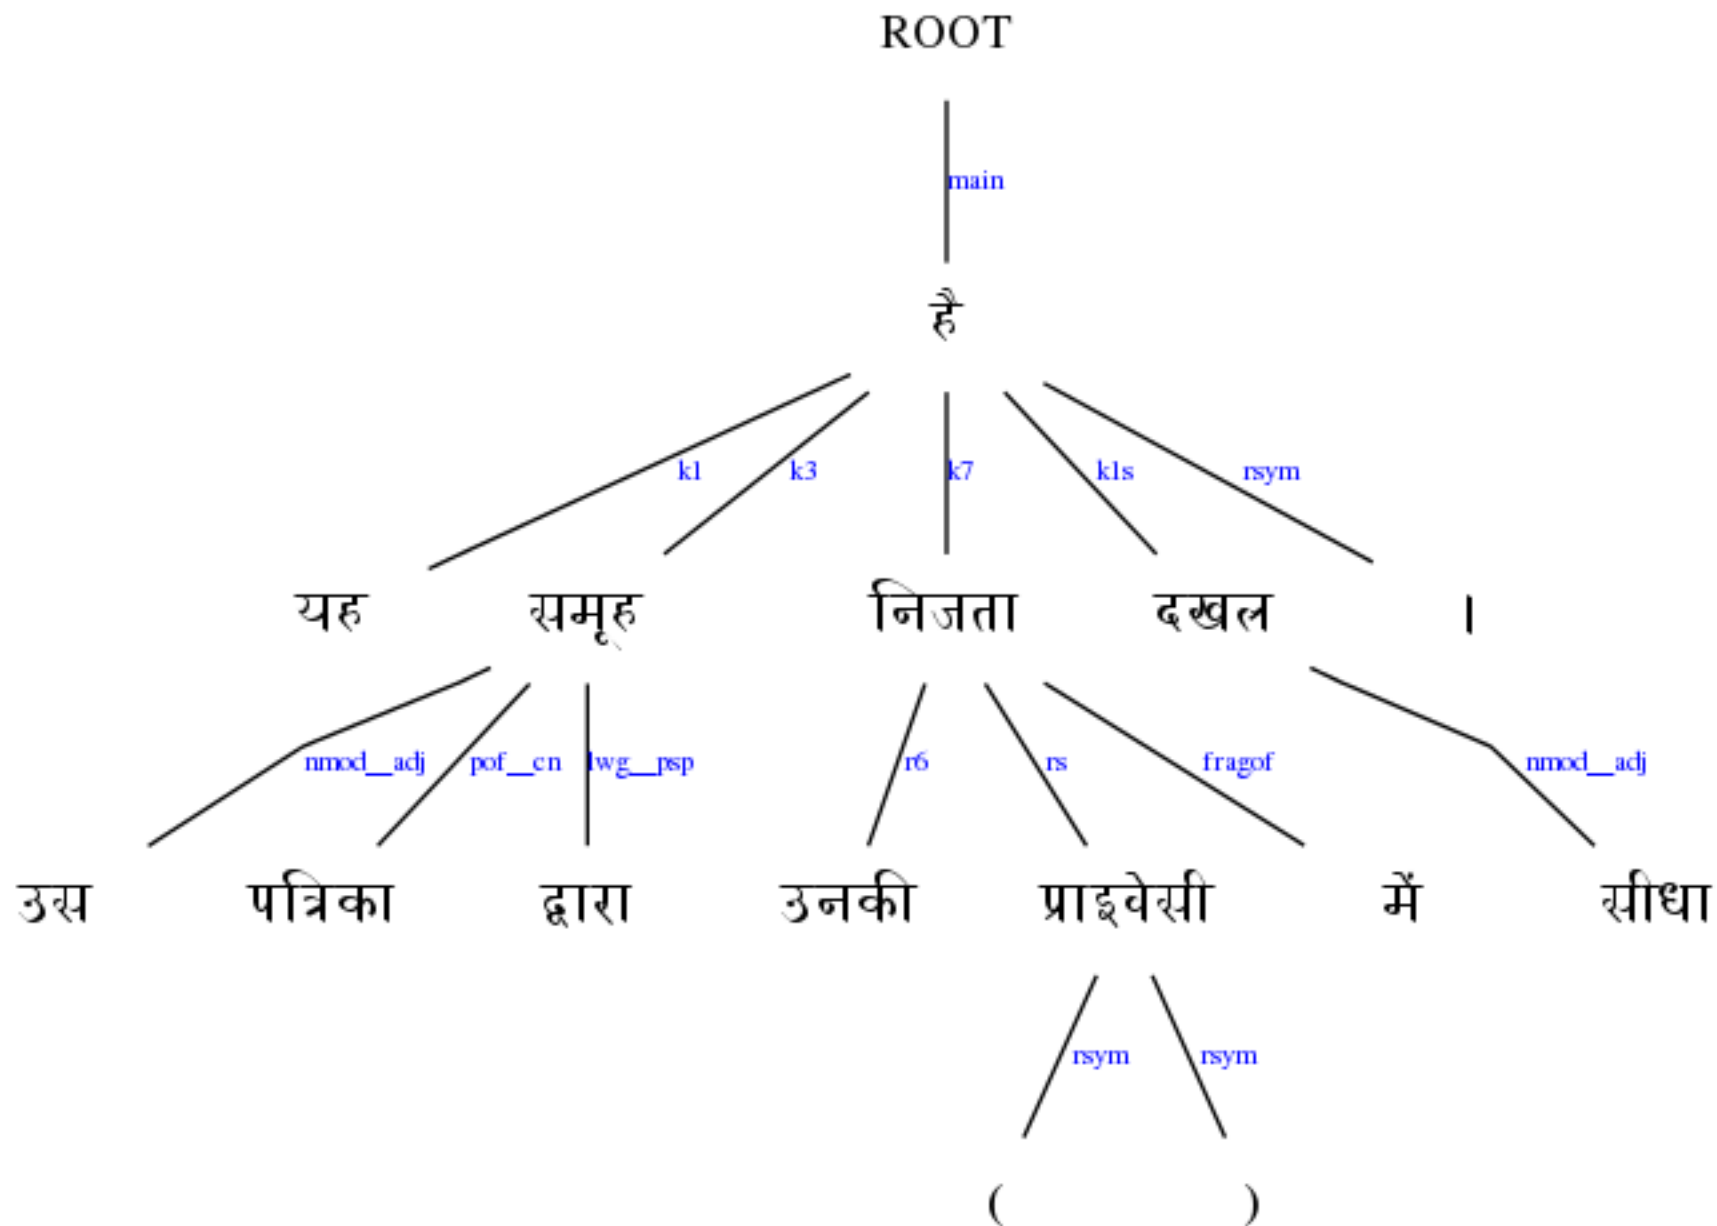 ROOT
main
है
k1 k3 k7 k1s rsym
यह समूह निजता दखल ।
nmod__adj pof__cn lwg__psp r6 rs fragof nmod__adj
उस पत्रिका द्वारा उनकी प्राइवेसी में सीधा
rsym rsym
( )